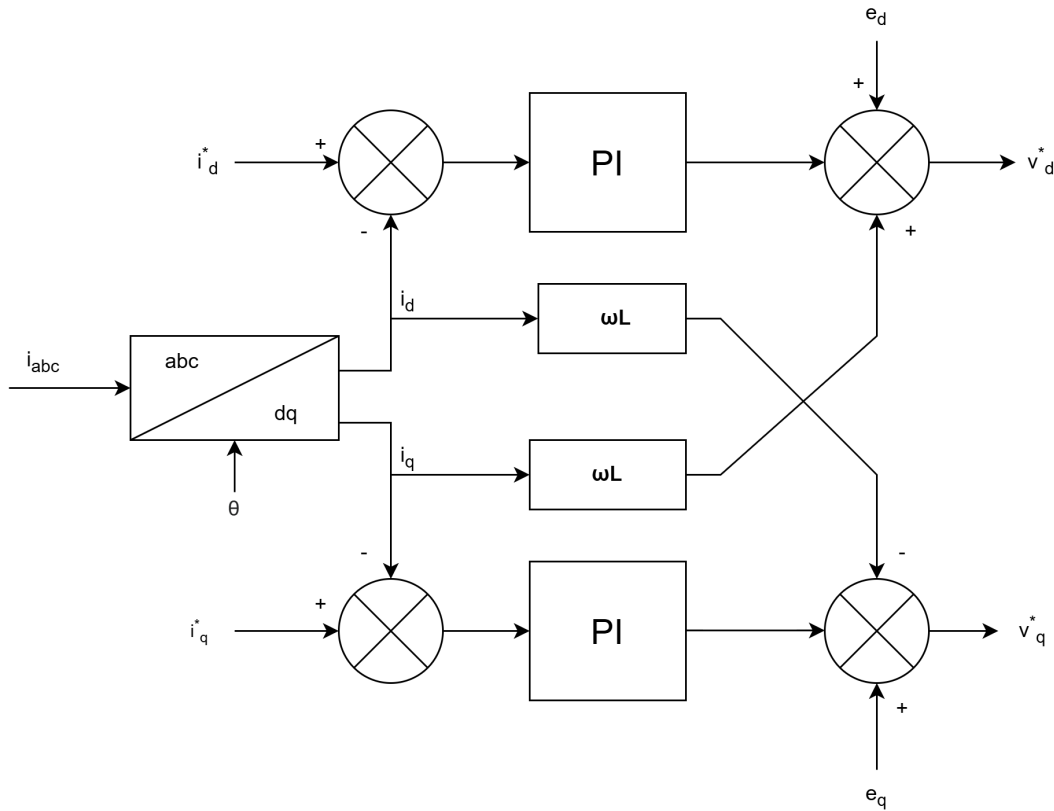 e_d
+
+
i*_d
PI
v*_d
-
+
i_d
ωL
i_abc
abc
dq
i_q
ωL
θ
-
-
+
i*_q
PI
v*_q
+
e_q